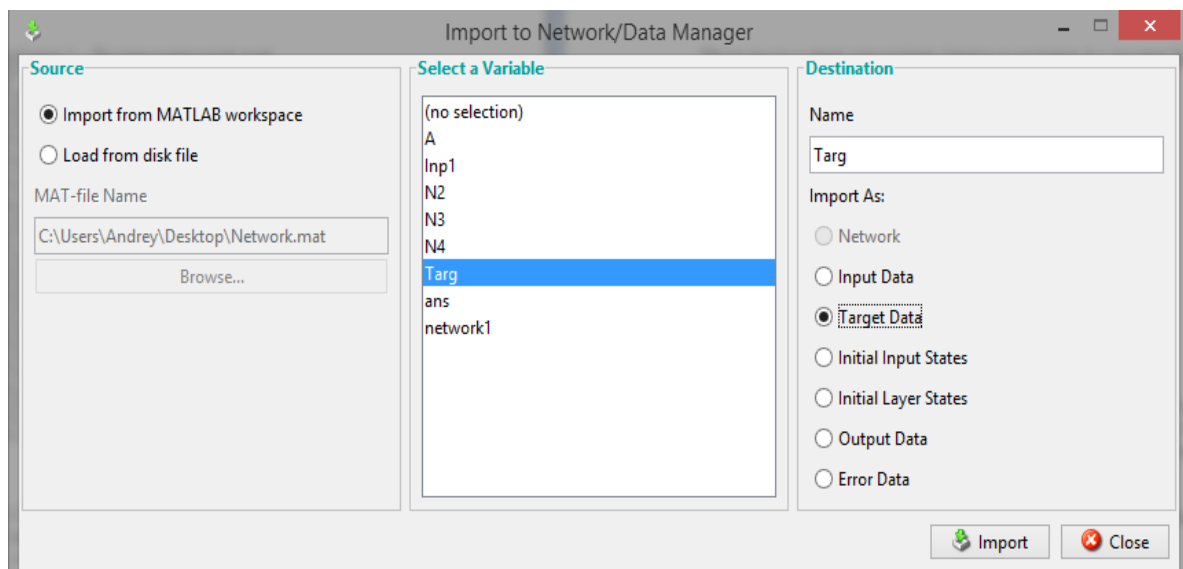 Import to Network/Data Manager
Source
Import from MATLAB workspace
Load from disk file
MAT-file Name
C:\Users\Andrey\Desktop\Network.mat
Browse...
Select a Variable
(no selection)
A
Inp1
N2
N3
N4
Targ
ans
network1
Destination
Name
Targ
Import As:
Network
Input Data
Target Data
Initial Input States
Initial Layer States
Output Data
Error Data
Import
Close